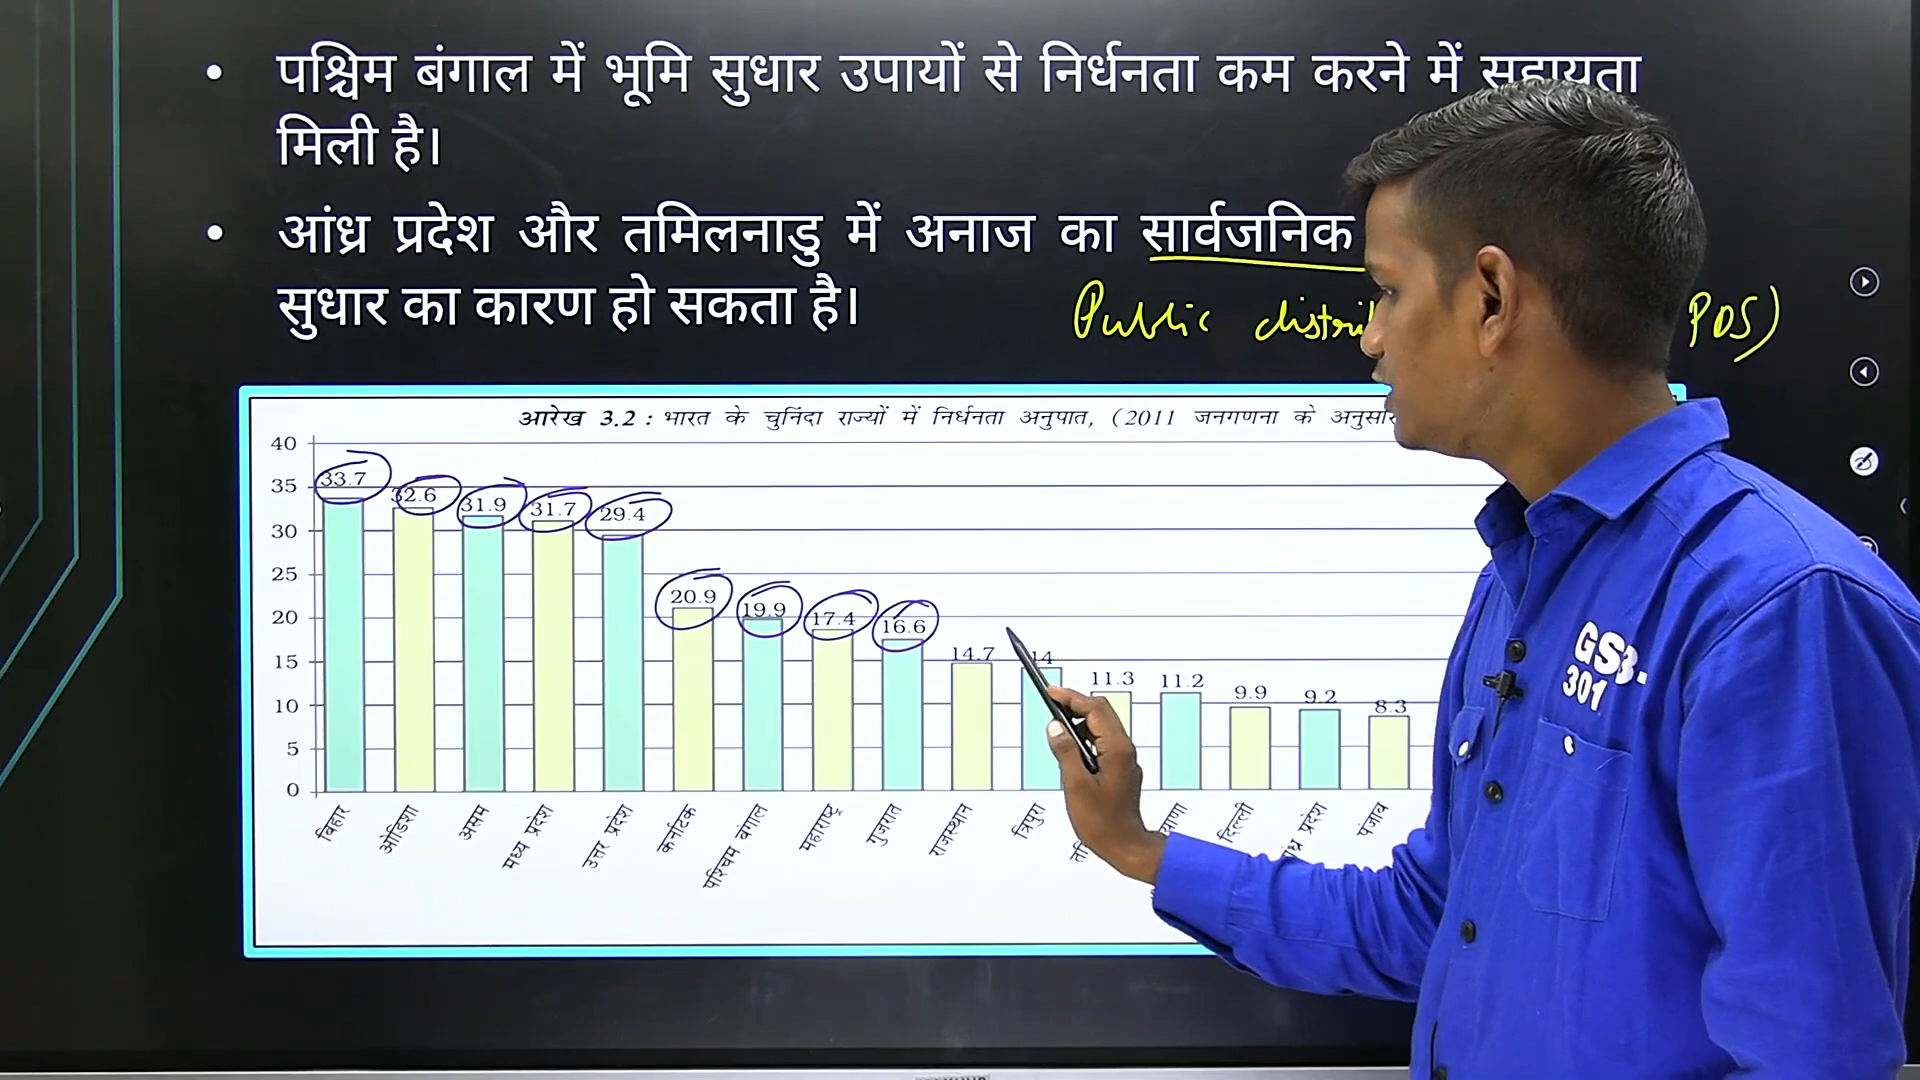 • पश्चिम बंगाल में भूमि सुधार उपायों से निर्धनता कम करने में सहायता
मिली है।
• आंध्र प्रदेश और तमिलनाडु में अनाज का सार्वजनिक
सुधार का कारण हो सकता है।
Public PDS)
आरेख 3.2 : भारत के चुनिंदा राज्यों में निर्धनता अनुपात, (2011 जनगणना के अनुसार
40
35
30
25
20
15
10
5
0
33.7 32.6 31.9 31.7 29.4 20.9 19.9 17.4 16.6 14.7 14 11.3 11.2 9.9 9.2 8.3
बिहार ओडिशा असम मध्य प्रदेश उत्तर प्रदेश कर्नाटक पश्चिम बंगाल महाराष्ट्र गुजरात राजस्थान त्रिपुरा दिल्ली प्रदेश पंजाब
GSB-
301